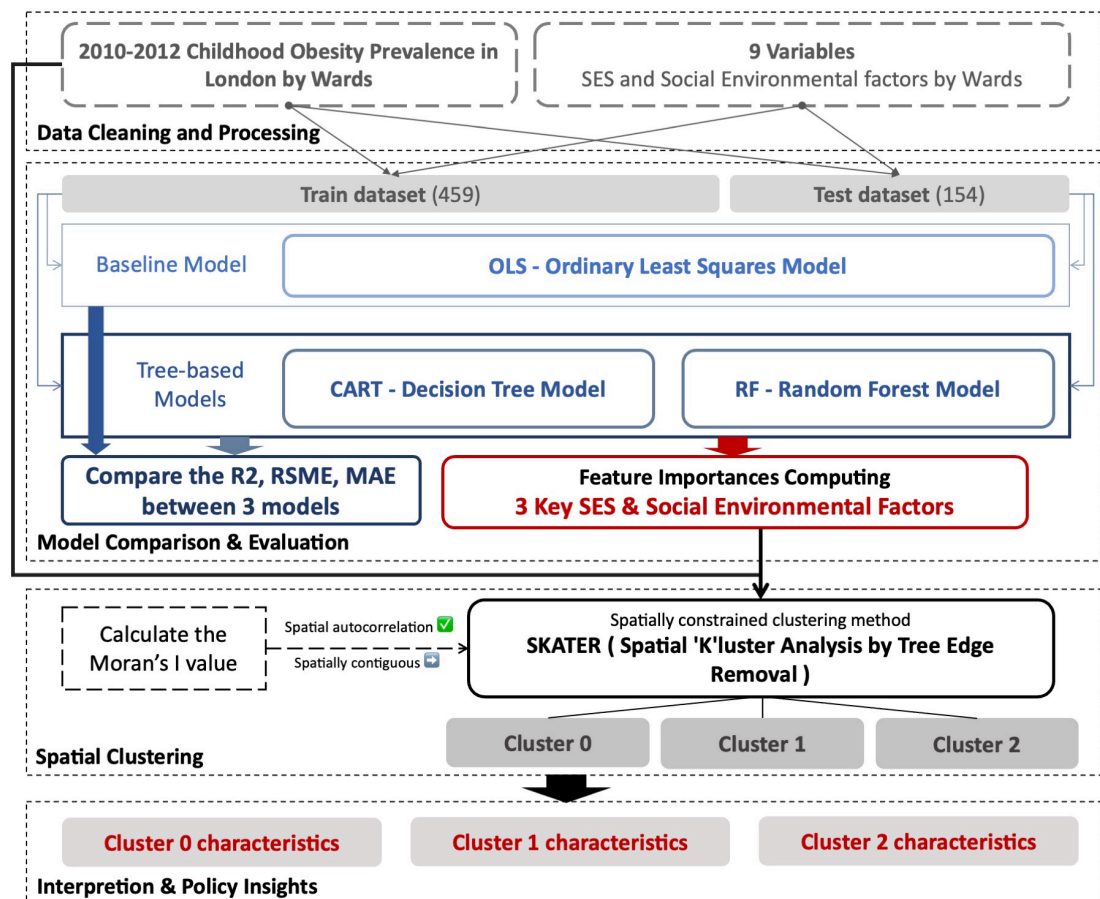 2010-2012 Childhood Obesity Prevalence in
London by Wards
9 Variables
SES and Social Environmental factors by Wards
Data Cleaning and Processing
Train dataset (459)
Test dataset (154)
Baseline Model
OLS - Ordinary Least Squares Model
Tree-based
Models
CART - Decision Tree Model
RF - Random Forest Model
Compare the R2, RSME, MAE
between 3 models
Feature Importances Computing
3 Key SES & Social Environmental Factors
Model Comparison & Evaluation
Calculate the
Moran's I value
Spatial autocorrelation ✅
Spatially contiguous ➡️
Spatially constrained clustering method
SKATER ( Spatial 'K'luster Analysis by Tree Edge
Removal )
Cluster 0
Cluster 1
Cluster 2
Spatial Clustering
Cluster 0 characteristics
Cluster 1 characteristics
Cluster 2 characteristics
Interpretion & Policy Insights